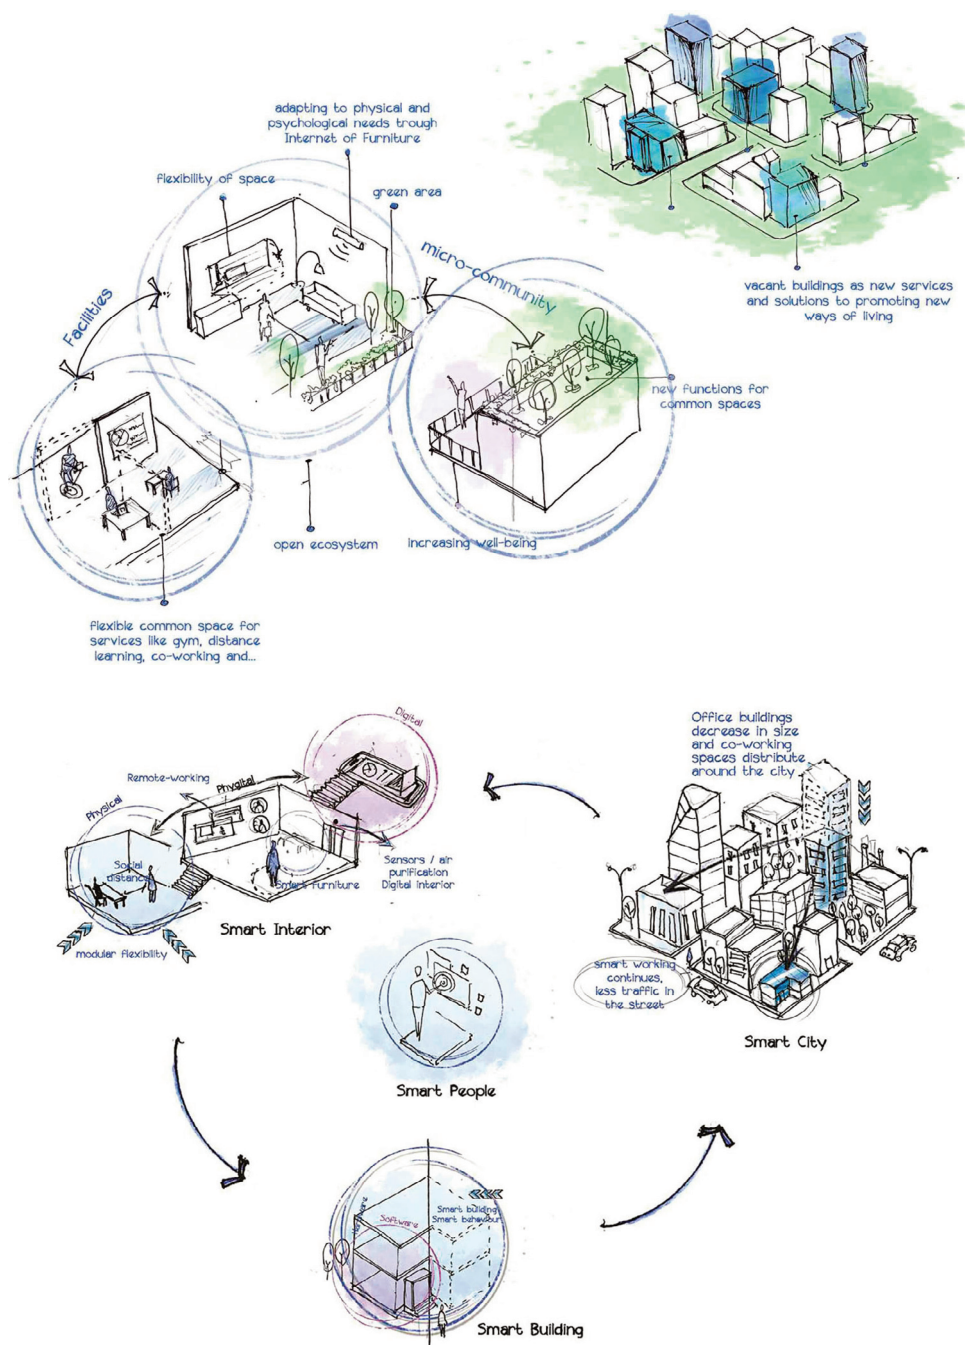 adapting to physical and
psychological needs trough
Internet of Furniture
flexibility of space
green area
micro-community
Facilities
vacant buildings as new services
and solutions to promoting new
ways of living
new functions for
common spaces
open ecosystem
increasing well-being
flexible common space for
services like gym, distance
learning, co-working and...
Office buildings
decrease in size
and co-working
spaces distribute
around the city
Digital
Remote-working
Phygital
Physical
Social
distance
Sensors / air
purification
Digital interior
Smart furniture
Smart Interior
modular flexibility
smart working
continues,
less traffic in
the street
Smart City
Smart People
Smart building
Smart behaviour
Software
Smart Building